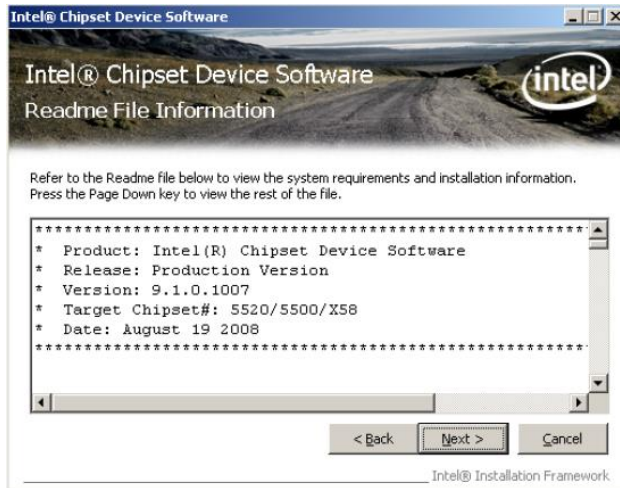 Intel® Chipset Device Software
Intel® Chipset Device Software
intel
Readme File Information
Refer to the Readme file below to view the system requirements and installation information.
Press the Page Down key to view the rest of the file.
************************************************************
* Product: Intel(R) Chipset Device Software
* Release: Production Version
* Version: 9.1.0.1007
* Target Chipset#: 5520/5500/X58
* Date: August 19 2008
************************************************************
< Back
Next >
Cancel
Intel® Installation Framework